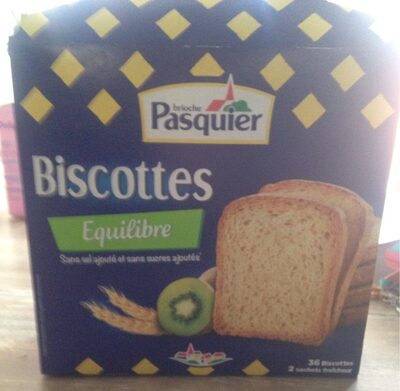 brioche
Pasquier
Biscottes
Equilibre
Sans sel ajouté et sans sucres ajoutés*
36 Biscottes
2 sachets fraîcheur